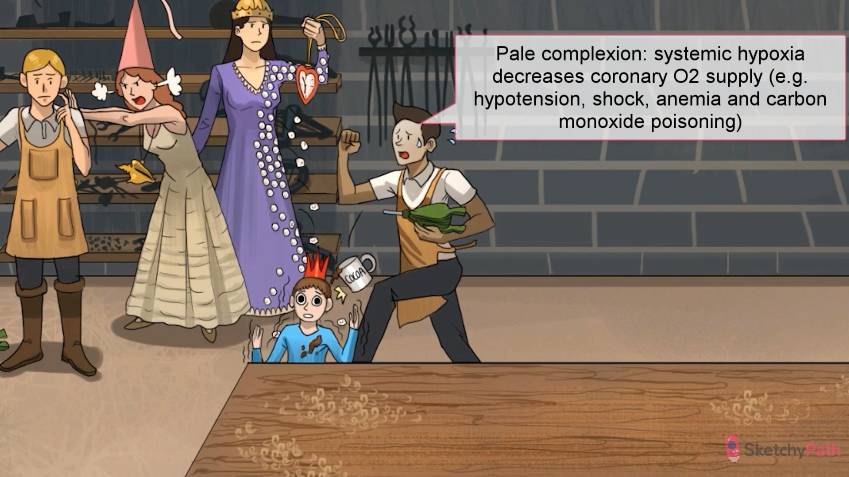 Pale complexion: systemic hypoxia
decreases coronary O2 supply (e.g.
hypotension, shock, anemia and carbon
monoxide poisoning)
COCOA
SketchyPath